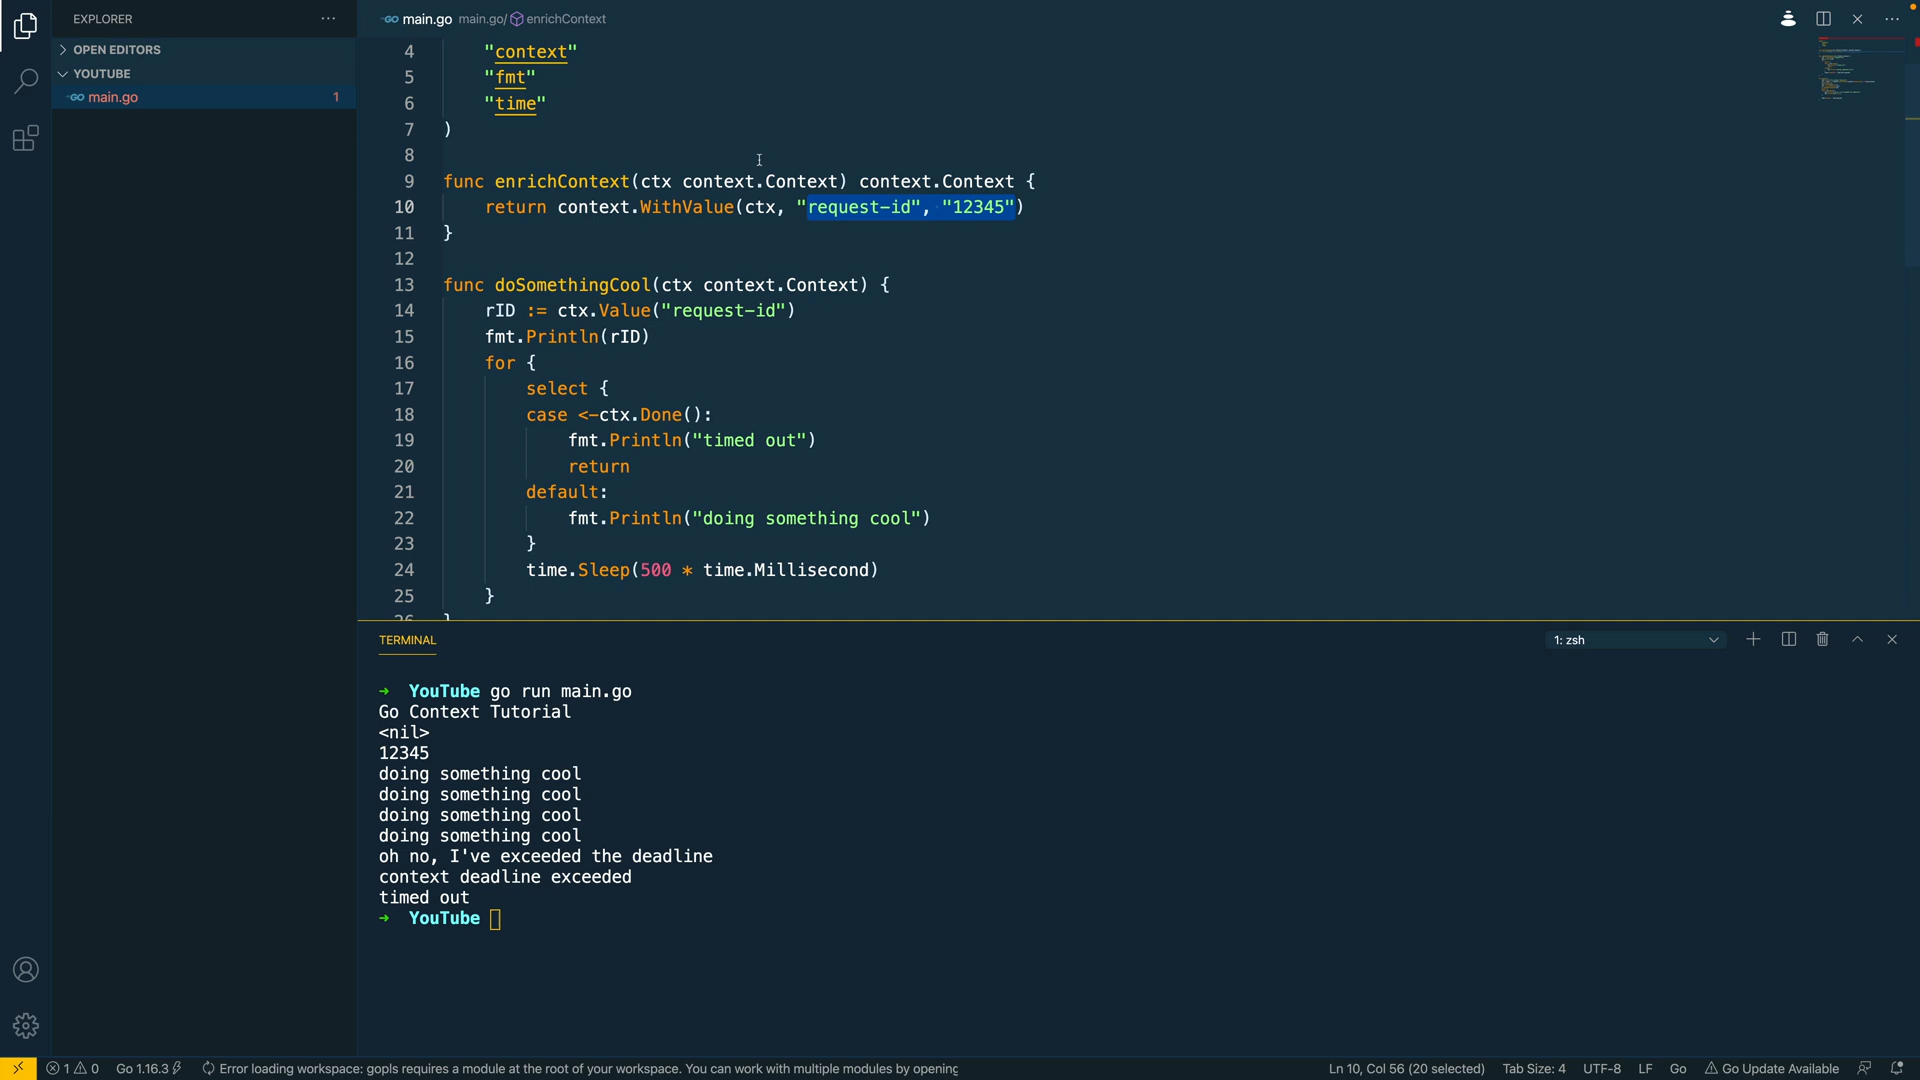 EXPLORER
OPEN EDITORS
YOUTUBE
main.go 1
main.go main.go/ enrichContext
4 "context"
5 "fmt"
6 "time"
7 )
8
9 func enrichContext(ctx context.Context) context.Context {
10 return context.WithValue(ctx, "request-id", "12345")
11 }
12
13 func doSomethingCool(ctx context.Context) {
14 rID := ctx.Value("request-id")
15 fmt.Println(rID)
16 for {
17 select {
18 case <-ctx.Done():
19 fmt.Println("timed out")
20 return
21 default:
22 fmt.Println("doing something cool")
23 }
24 time.Sleep(500 * time.Millisecond)
25 }
26 }
TERMINAL
1: zsh
→ YouTube go run main.go
Go Context Tutorial
<nil>
12345
doing something cool
doing something cool
doing something cool
doing something cool
oh no, I've exceeded the deadline
context deadline exceeded
timed out
→ YouTube
1 0 Go 1.16.3 Error loading workspace: gopls requires a module at the root of your workspace. You can work with multiple modules by opening
Ln 10, Col 56 (20 selected) Tab Size: 4 UTF-8 LF Go Go Update Available